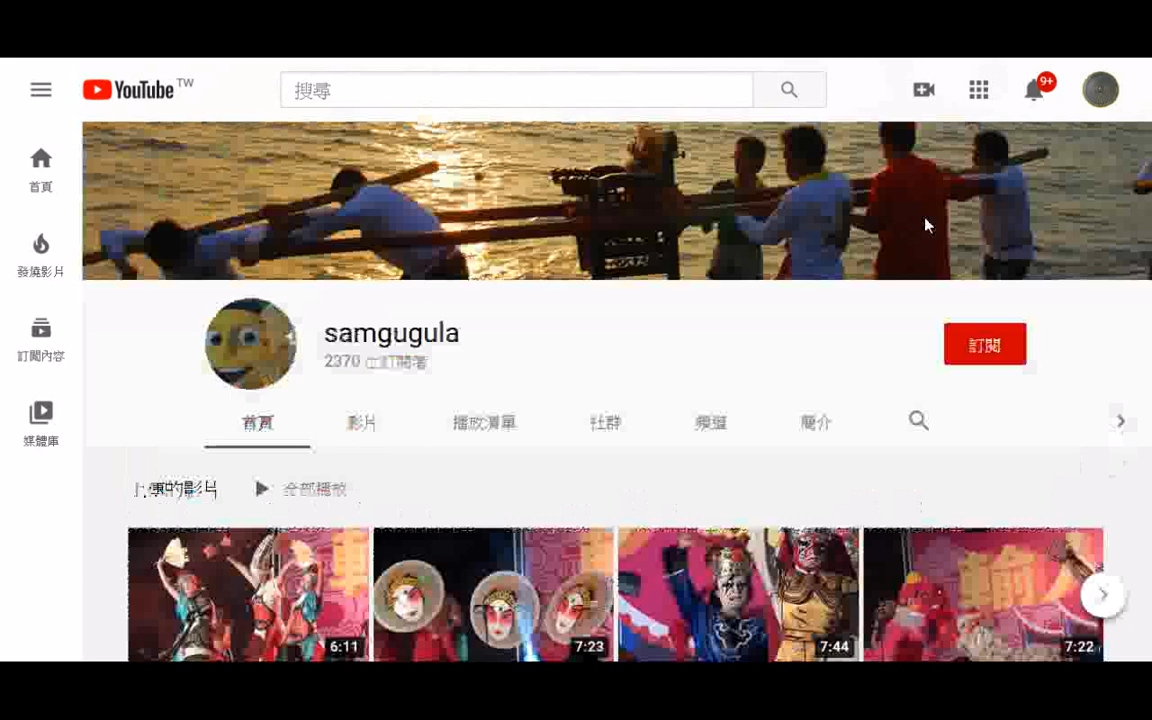 YouTube TW
搜尋
9+
首頁
發燒影片
訂閱內容
媒體庫
samgugula
2370 位訂閱者
訂閱
首頁 影片 播放清單 社群 頻道 簡介
上傳的影片 全部播放
6:11 7:23 7:44 7:22